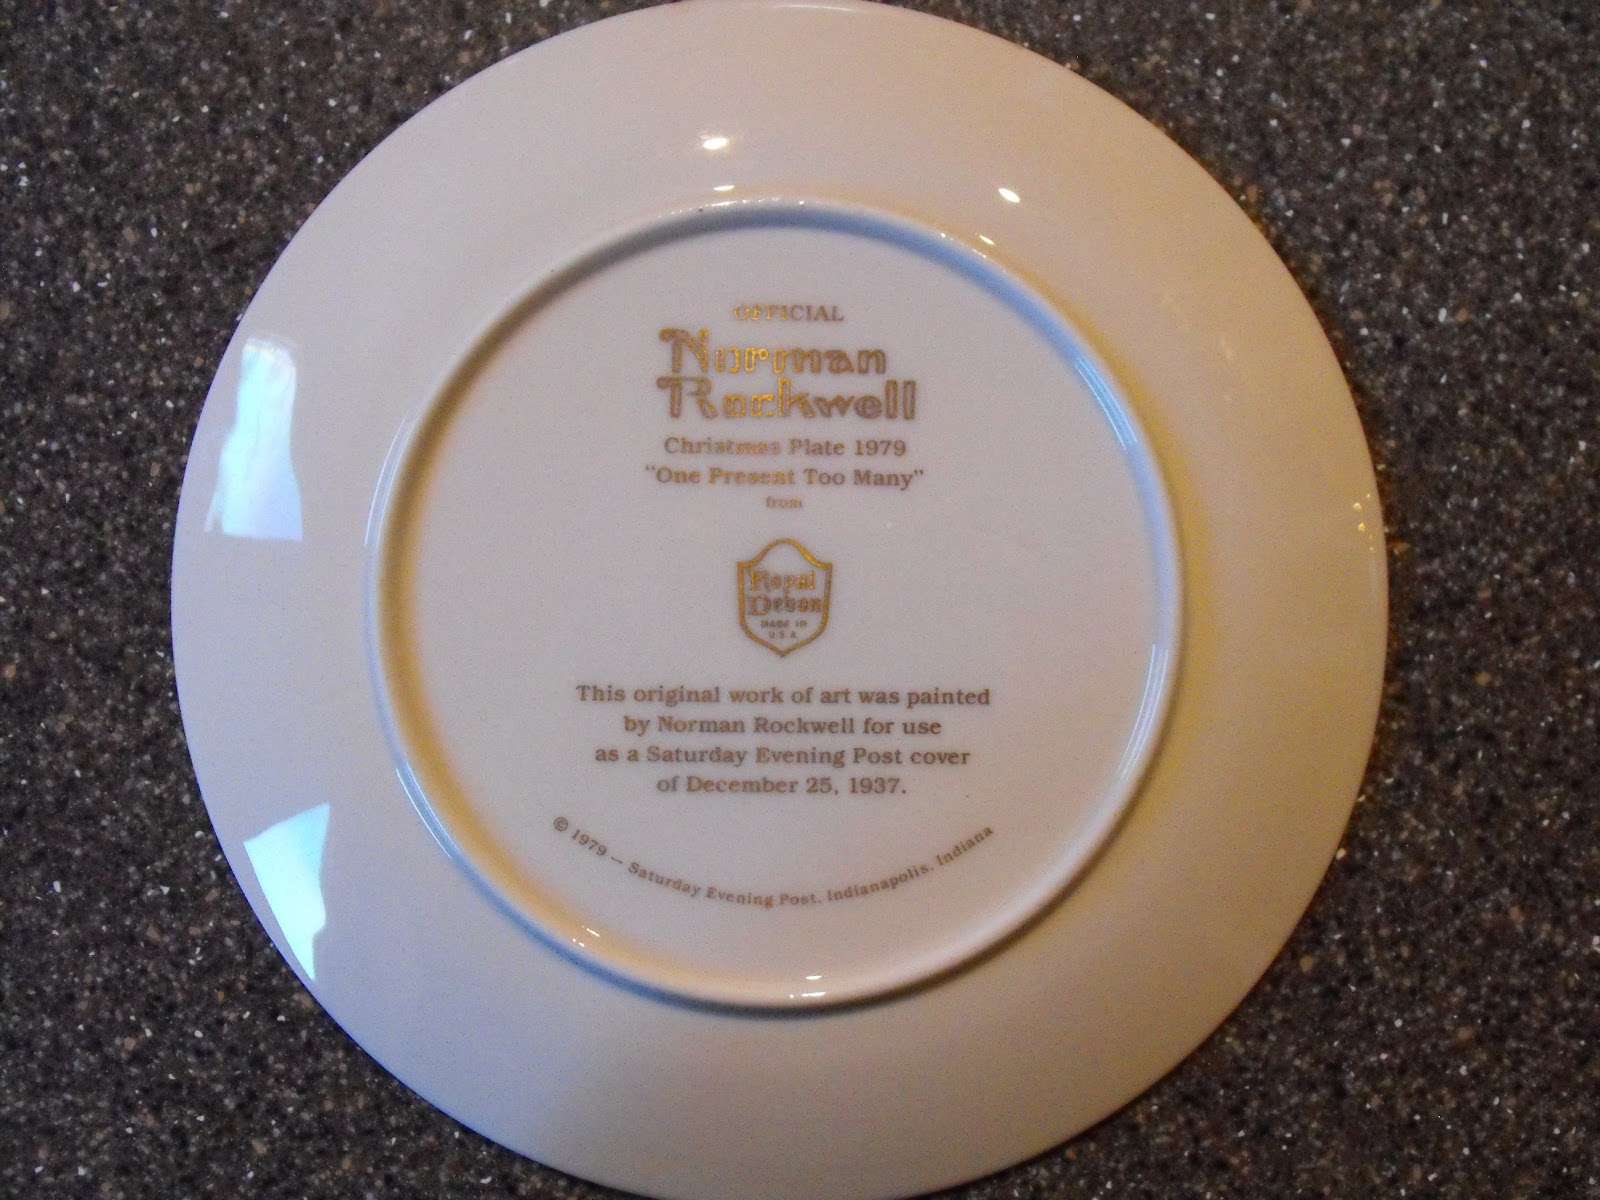 OFFICIAL
Norman
Rockwell
Christmas Plate 1979
"One Present Too Many"
from
Royal
Devon
MADE IN
U.S.A.
This original work of art was painted
by Norman Rockwell for use
as a Saturday Evening Post cover
of December 25, 1937.
© 1979 — Saturday Evening Post, Indianapolis, Indiana